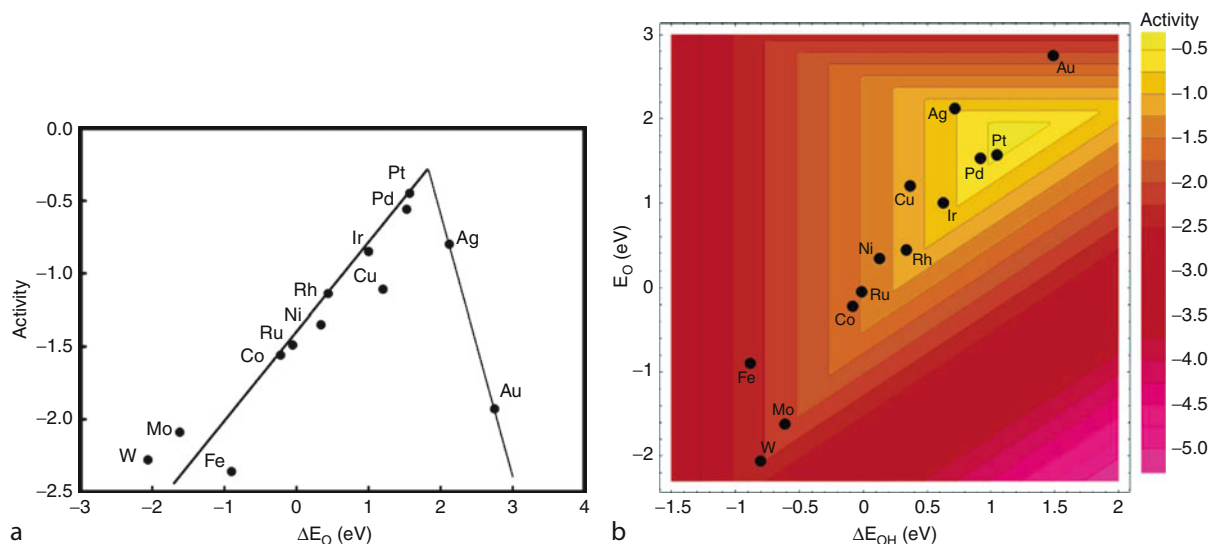 0.0
−0.5
−1.0
−1.5
−2.0
−2.5
Activity
Pt
Pd
Ag
Ir
Cu
Rh
Ni
Ru
Co
Au
Mo
W
Fe
−3 −2 −1 0 1 2 3 4
ΔE_O (eV)
a
3
2
1
0
−1
−2
E_O (eV)
Au
Ag
Pt
Pd
Cu
Ir
Ni
Rh
Ru
Co
Fe
Mo
W
−1.5 −1 −0.5 0 0.5 1 1.5 2
ΔE_OH (eV)
b
Activity
−0.5
−1.0
−1.5
−2.0
−2.5
−3.0
−3.5
−4.0
−4.5
−5.0